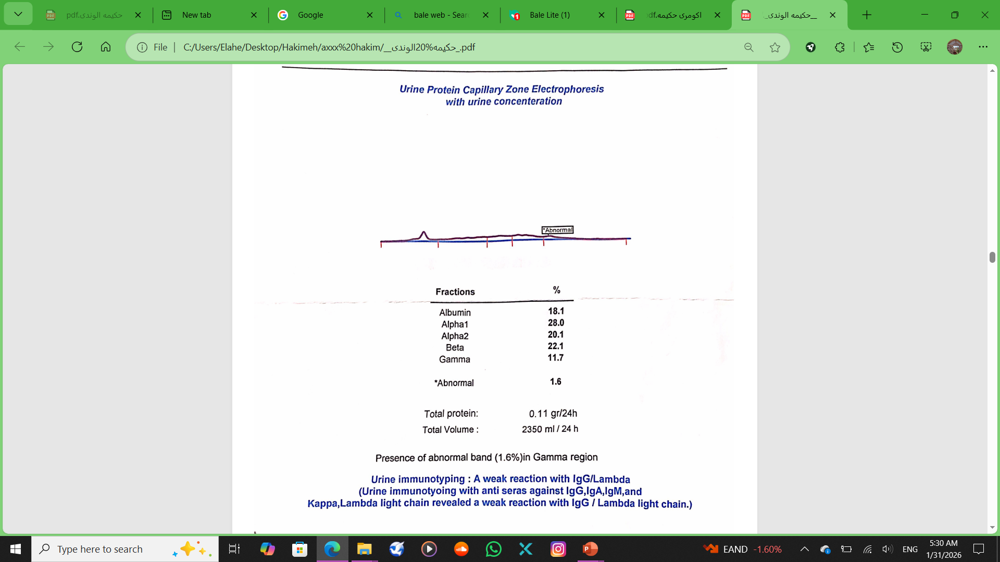 حکیمه الوندی.pdf
New tab
Google
bale web - Sear
Bale Lite (1)
اکومری حکیمه.pdf
__حکیمه الوندی_
File
C:/Users/Elahe/Desktop/Hakimeh/axxx%20hakim/__حکیمه%20الوندی_.pdf
Urine Protein Capillary Zone Electrophoresis
with urine concenteration
*Abnormal
Fractions %
Albumin 18.1
Alpha1 28.0
Alpha2 20.1
Beta 22.1
Gamma 11.7
*Abnormal 1.6
Total protein: 0.11 gr/24h
Total Volume : 2350 ml / 24 h
Presence of abnormal band (1.6%)in Gamma region
Urine immunotyping : A weak reaction with IgG/Lambda
(Urine immunotyoing with anti seras against IgG,IgA,IgM,and
Kappa,Lambda light chain revealed a weak reaction with IgG / Lambda light chain.)
Type here to search
EAND -1.60%
ENG
5:30 AM
1/31/2026